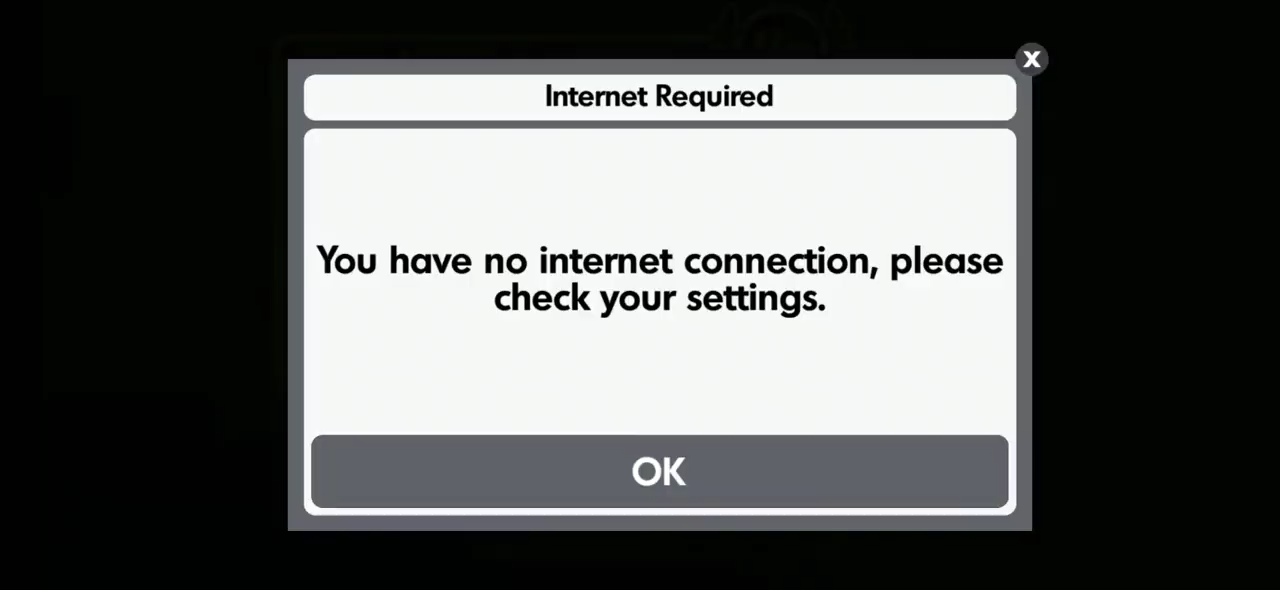 X
Internet Required
You have no internet connection, please
check your settings.
OK